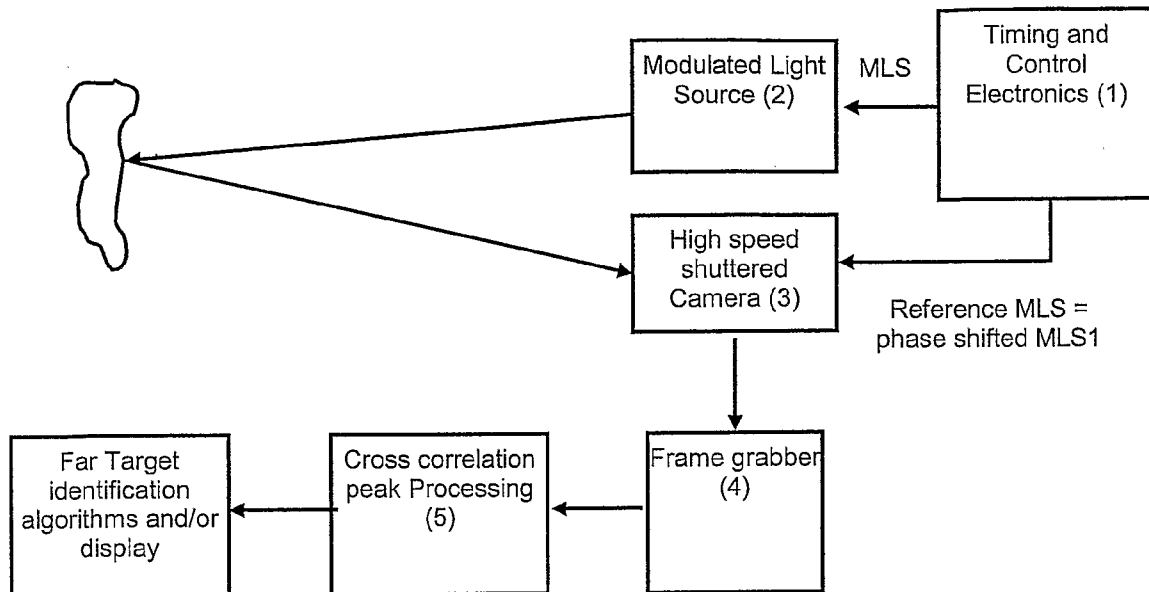 Modulated Light
Source (2)
MLS
Timing and
Control
Electronics (1)
High speed
shuttered
Camera (3)
Reference MLS =
phase shifted MLS1
Far Target
identification
algorithms and/or
display
Cross correlation
peak Processing
(5)
Frame grabber
(4)